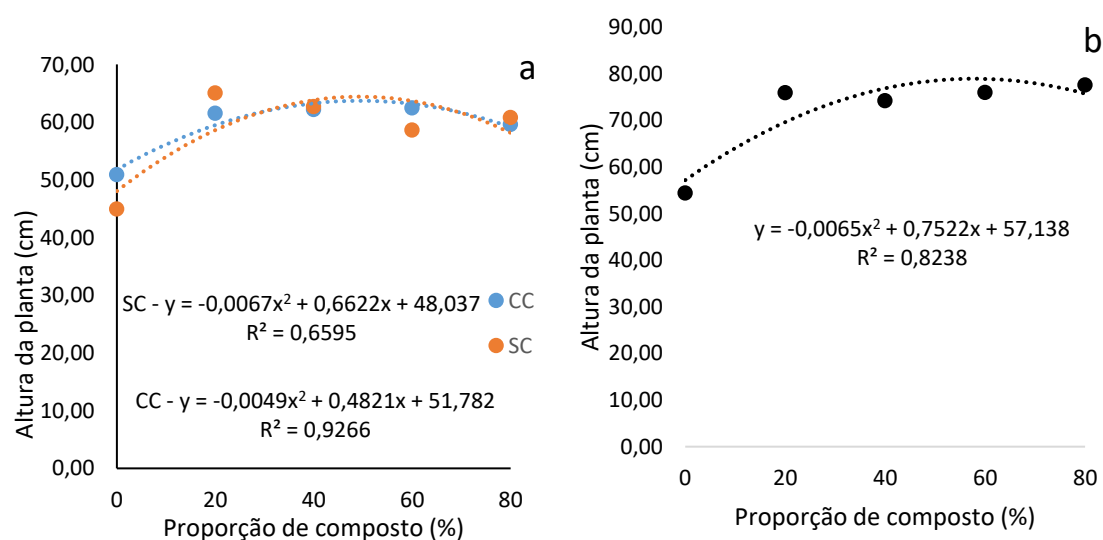 a
70,00
60,00
50,00
40,00
30,00
20,00
10,00
0,00
Altura da planta (cm)
SC - y = -0,0067x² + 0,6622x + 48,037
R² = 0,6595
CC - y = -0,0049x² + 0,4821x + 51,782
R² = 0,9266
CC
SC
0 20 40 60 80
Proporção de composto (%)
b
90,00
80,00
70,00
60,00
50,00
40,00
30,00
20,00
10,00
0,00
Altura da planta (cm)
y = -0,0065x² + 0,7522x + 57,138
R² = 0,8238
0 20 40 60 80
Proporção de composto (%)